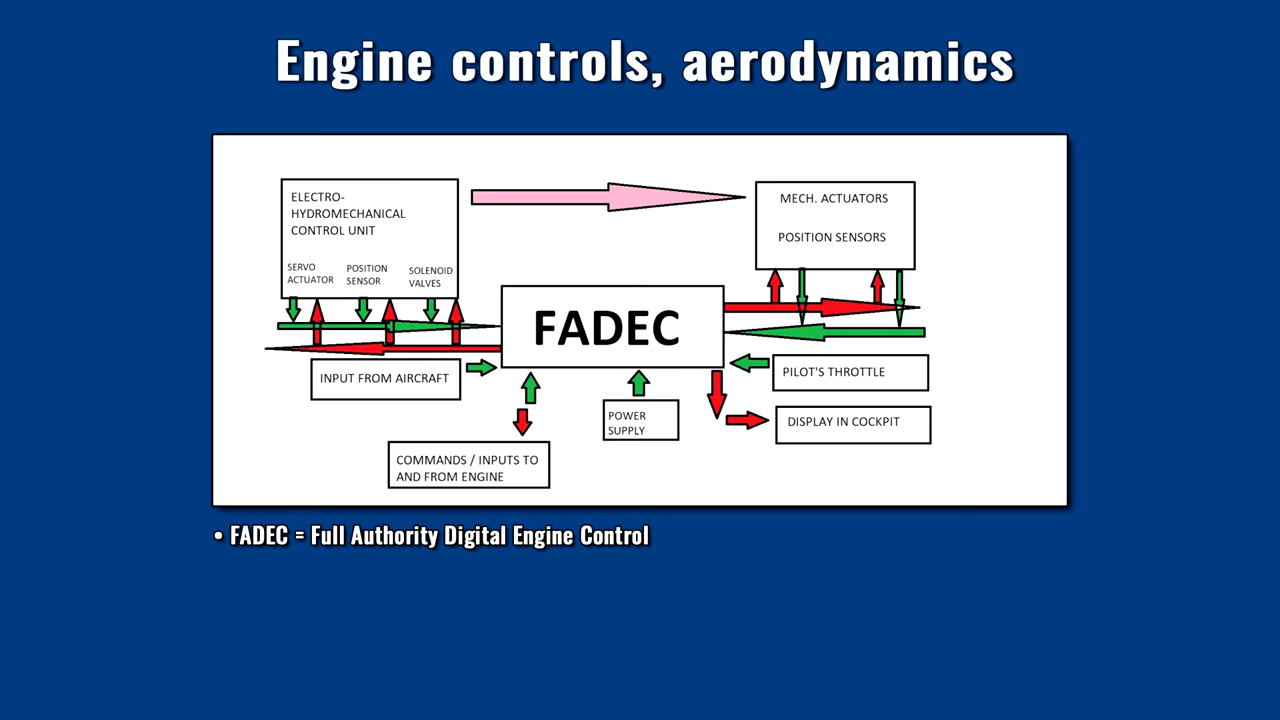 Engine controls, aerodynamics
ELECTRO-
HYDROMECHANICAL
CONTROL UNIT
SERVO
ACTUATOR
POSITION
SENSOR
SOLENOID
VALVES
MECH. ACTUATORS
POSITION SENSORS
FADEC
INPUT FROM AIRCRAFT
PILOT'S THROTTLE
POWER
SUPPLY
DISPLAY IN COCKPIT
COMMANDS / INPUTS TO
AND FROM ENGINE
• FADEC = Full Authority Digital Engine Control